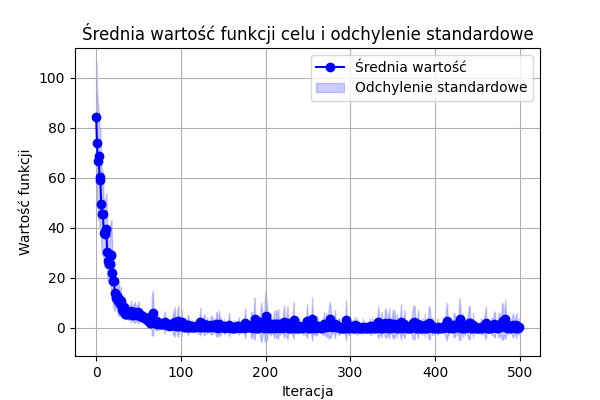 Średnia wartość funkcji celu i odchylenie standardowe
Średnia wartość
Odchylenie standardowe
Wartość funkcji
100
80
60
40
20
0
0 100 200 300 400 500
Iteracja